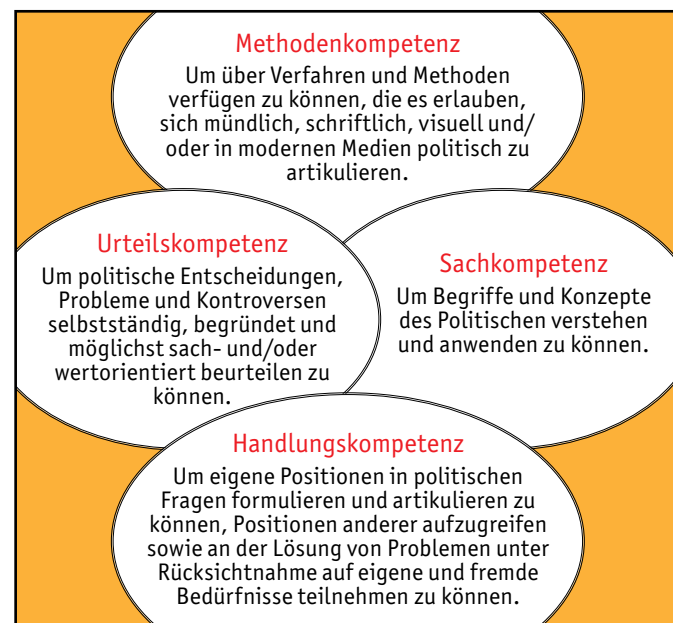 Methodenkompetenz
Um über Verfahren und Methoden
verfügen zu können, die es erlauben,
sich mündlich, schriftlich, visuell und/
oder in modernen Medien politisch zu
artikulieren.
Urteilskompetenz
Um politische Entscheidungen,
Probleme und Kontroversen
selbstständig, begründet und
möglichst sach- und/oder
wertorientiert beurteilen zu
können.
Sachkompetenz
Um Begriffe und Konzepte
des Politischen verstehen
und anwenden zu können.
Handlungskompetenz
Um eigene Positionen in politischen
Fragen formulieren und artikulieren zu
können, Positionen anderer aufzugreifen
sowie an der Lösung von Problemen unter
Rücksichtnahme auf eigene und fremde
Bedürfnisse teilnehmen zu können.